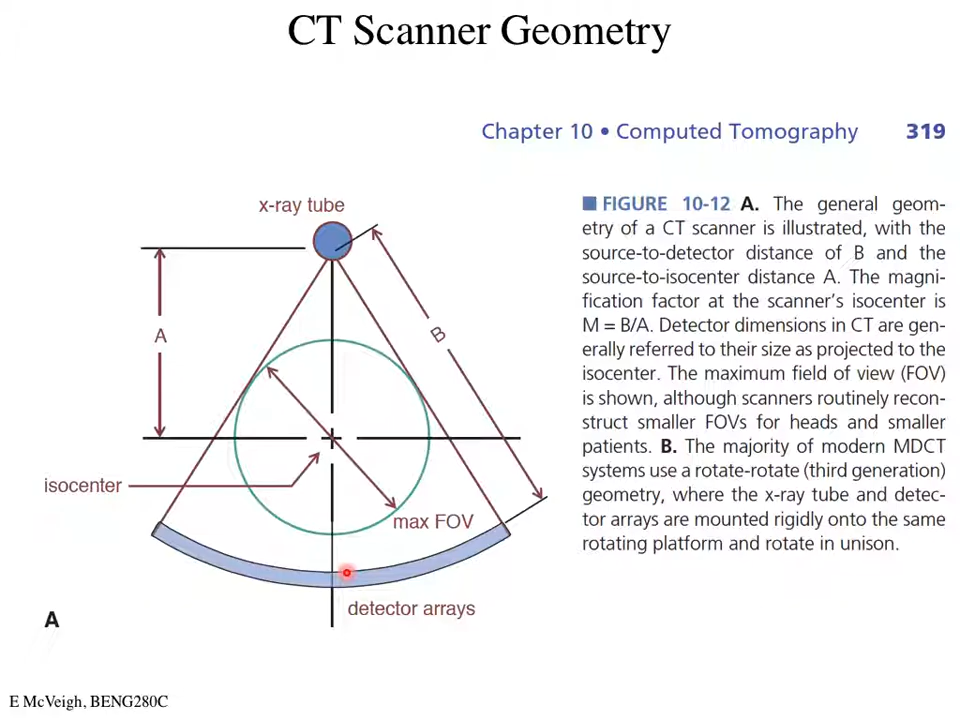 CT Scanner Geometry
Chapter 10 • Computed Tomography 319
x-ray tube
A
B
isocenter
max FOV
detector arrays
A
■ FIGURE 10-12 A. The general geom-
etry of a CT scanner is illustrated, with the
source-to-detector distance of B and the
source-to-isocenter distance A. The magni-
fication factor at the scanner's isocenter is
M = B/A. Detector dimensions in CT are gen-
erally referred to their size as projected to the
isocenter. The maximum field of view (FOV)
is shown, although scanners routinely recon-
struct smaller FOVs for heads and smaller
patients. B. The majority of modern MDCT
systems use a rotate-rotate (third generation)
geometry, where the x-ray tube and detec-
tor arrays are mounted rigidly onto the same
rotating platform and rotate in unison.
E McVeigh, BENG280C